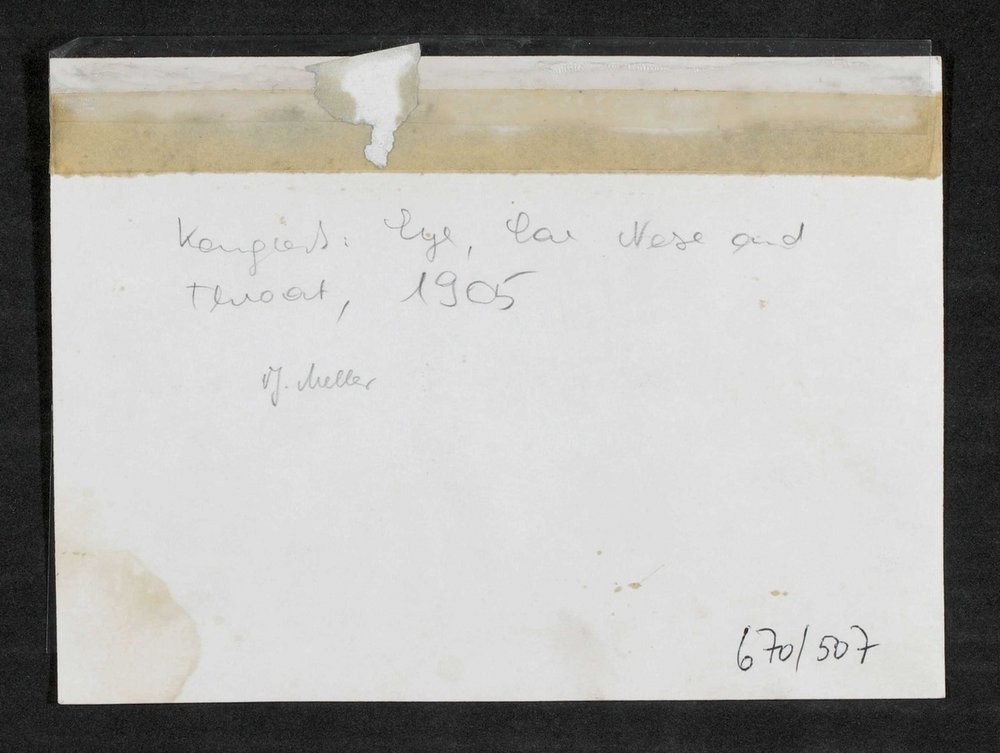 Kongress: Eye, Ear Nose and
Throat, 1905
J. Meller
670/507